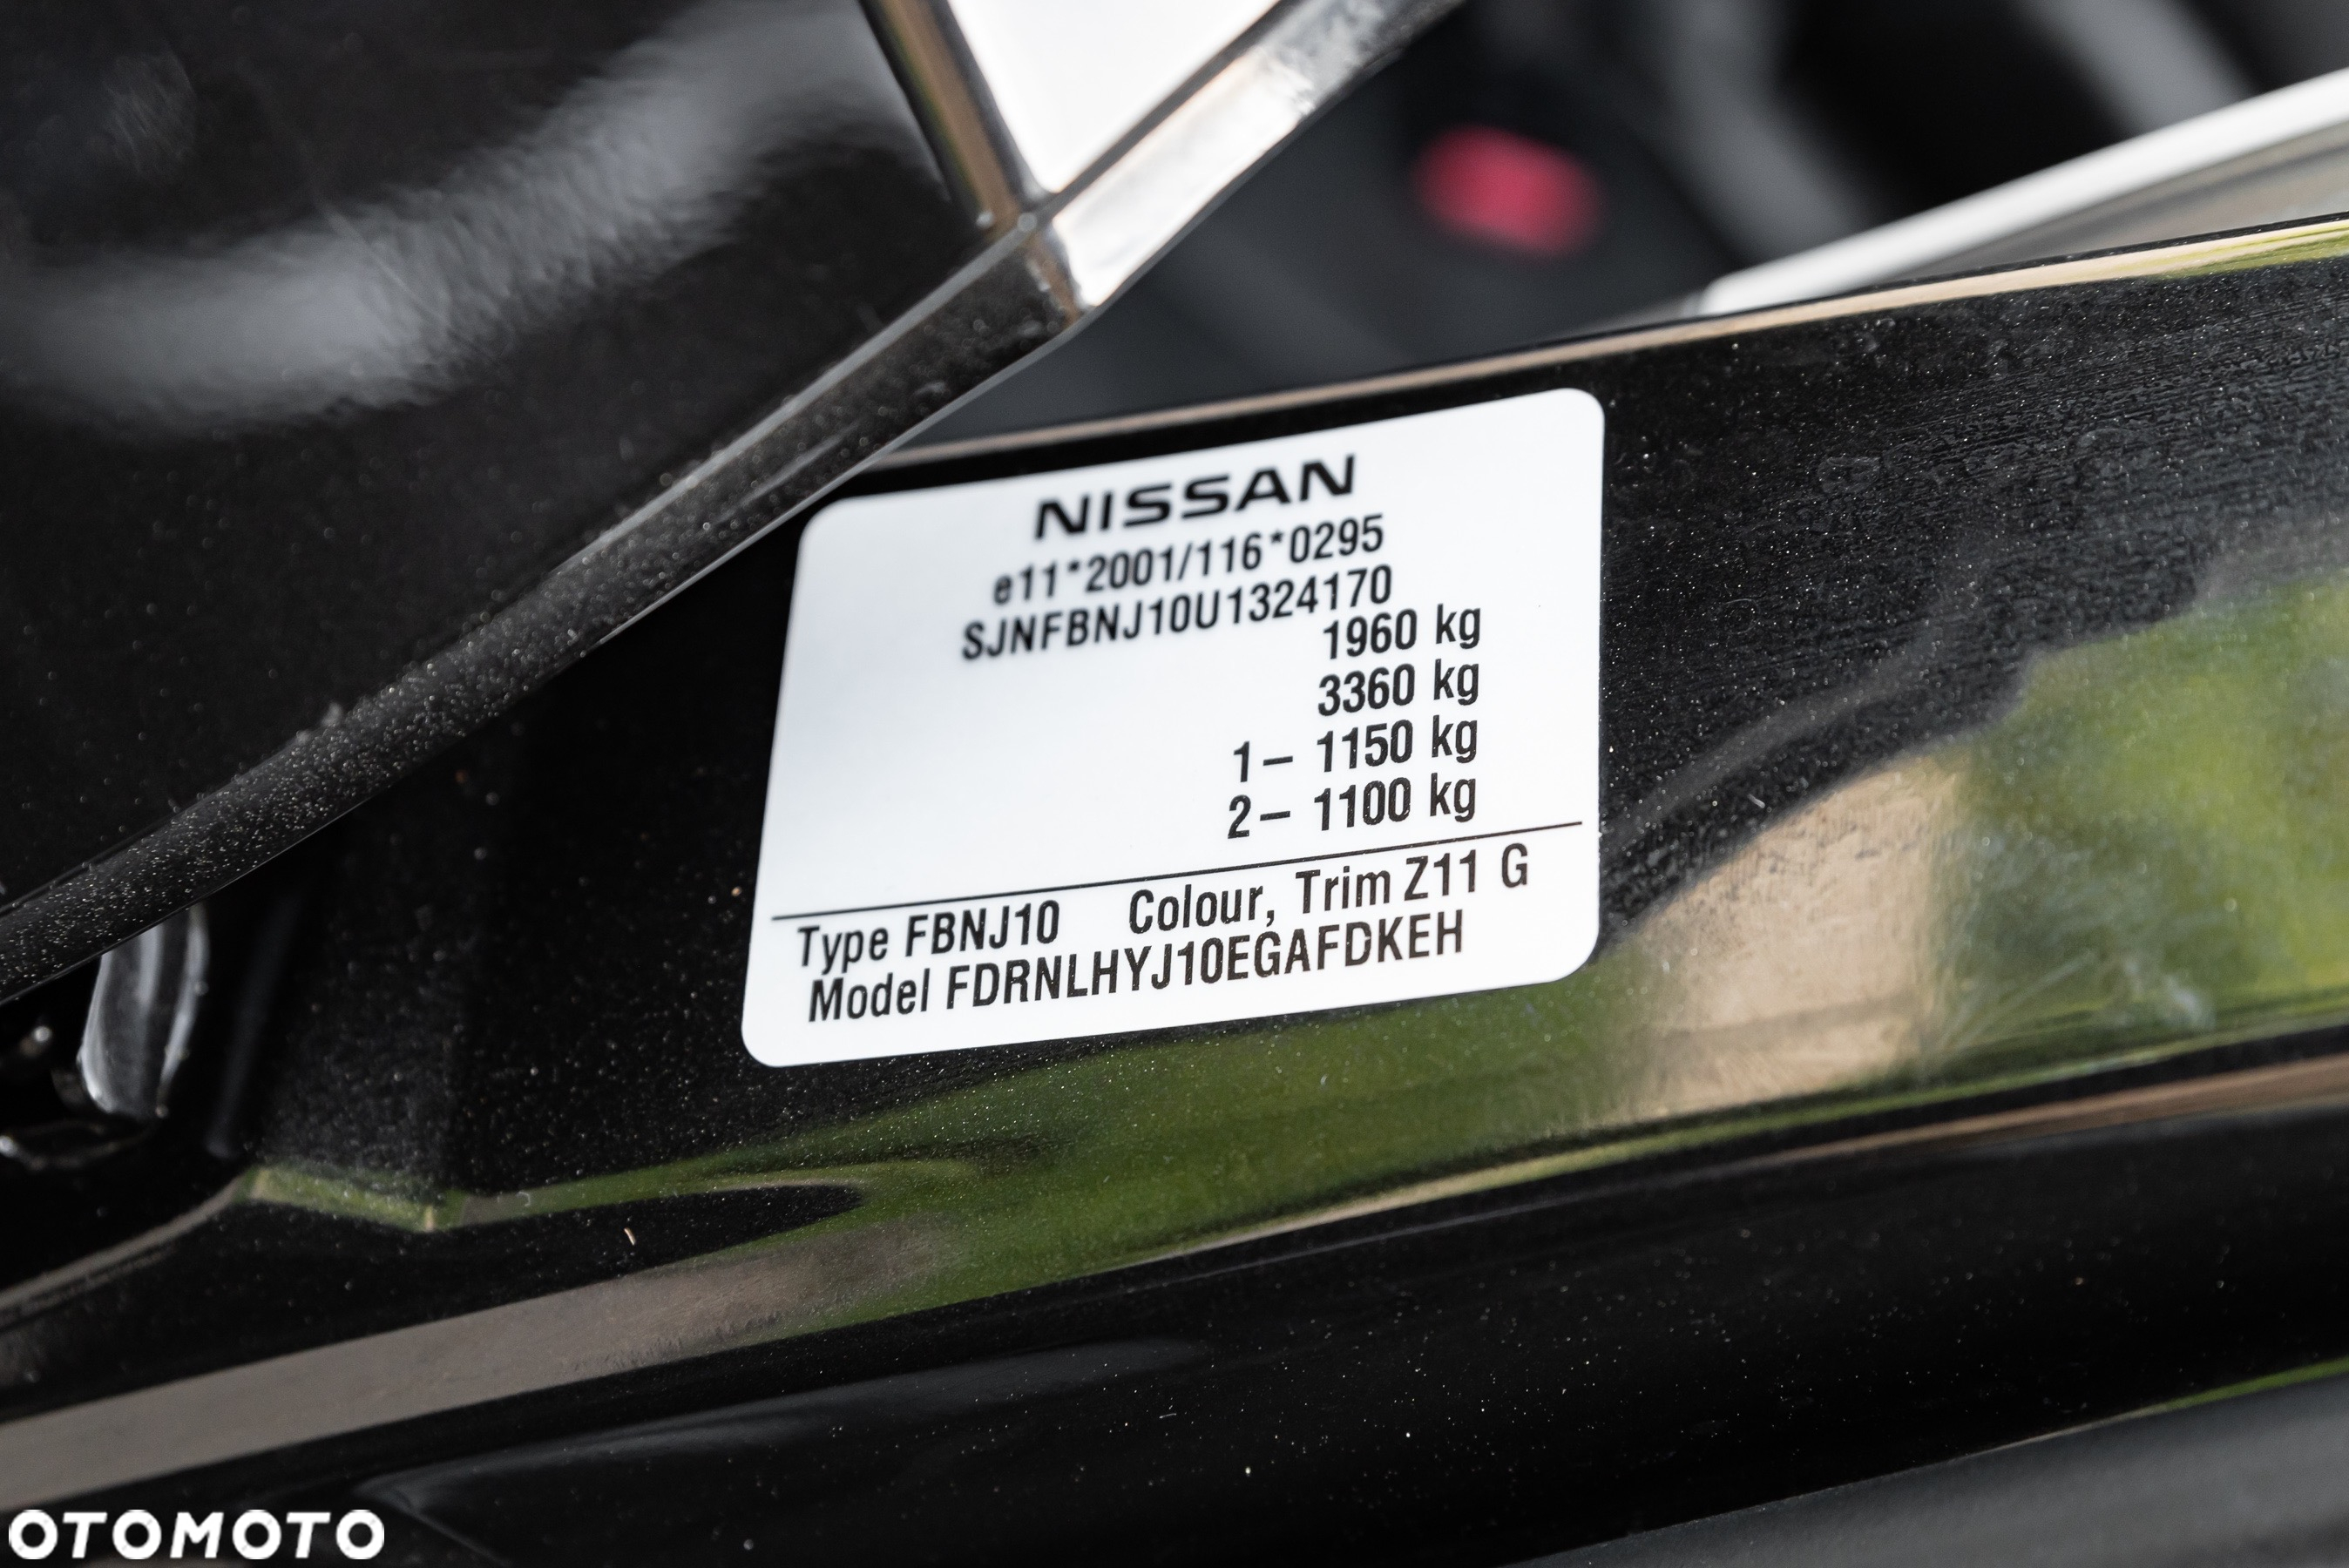 NISSAN
e11*2001/116*0295
SJNFBNJ10U1324170
1960 kg
3360 kg
1– 1150 kg
2– 1100 kg
Type FBNJ10 Colour, Trim Z11 G
Model FDRNLHYJ10EGAFDKEH
OTOMOTO